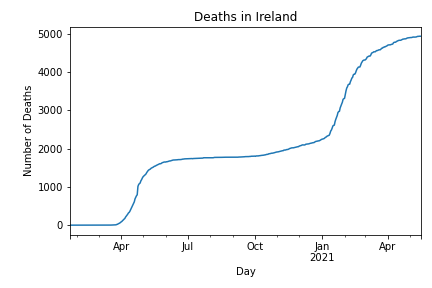 Deaths in Ireland
5000
4000
3000
2000
1000
0
Number of Deaths
Apr Jul Oct Jan Apr
2021
Day